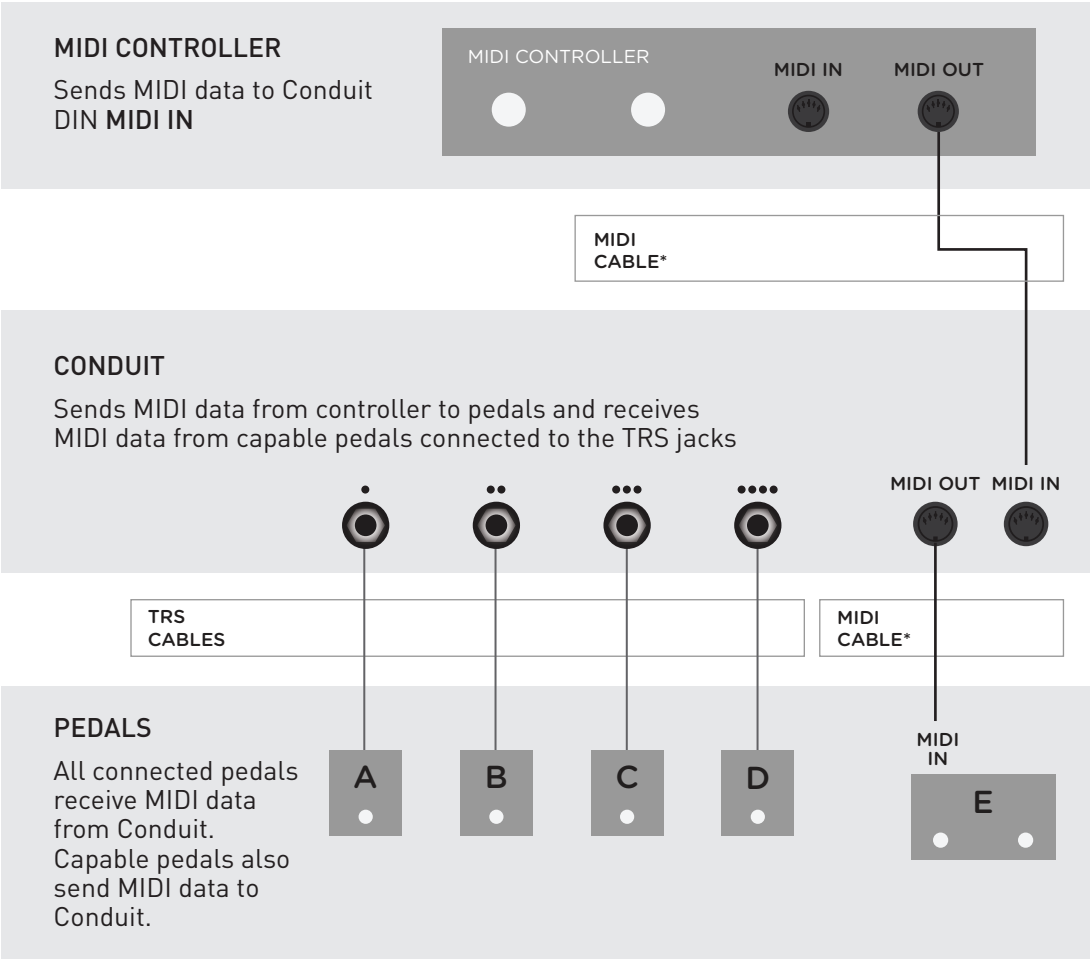 MIDI CONTROLLER
Sends MIDI data to Conduit
DIN MIDI IN
MIDI CONTROLLER
MIDI IN
MIDI OUT
MIDI
CABLE*
CONDUIT
Sends MIDI data from controller to pedals and receives
MIDI data from capable pedals connected to the TRS jacks
MIDI OUT MIDI IN
TRS
CABLES
MIDI
CABLE*
PEDALS
All connected pedals
receive MIDI data
from Conduit.
Capable pedals also
send MIDI data to
Conduit.
A
B
C
D
MIDI
IN
E